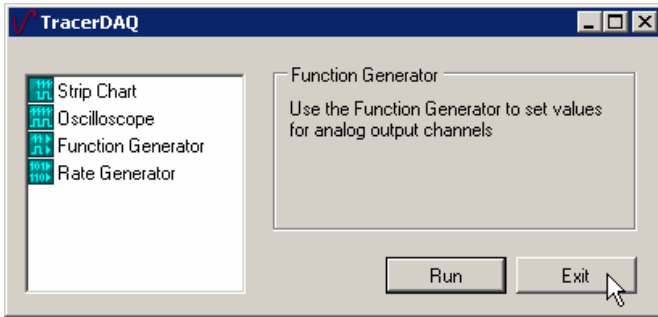 TracerDAQ
Strip Chart
Oscilloscope
Function Generator
Rate Generator
Function Generator
Use the Function Generator to set values
for analog output channels
Run
Exit